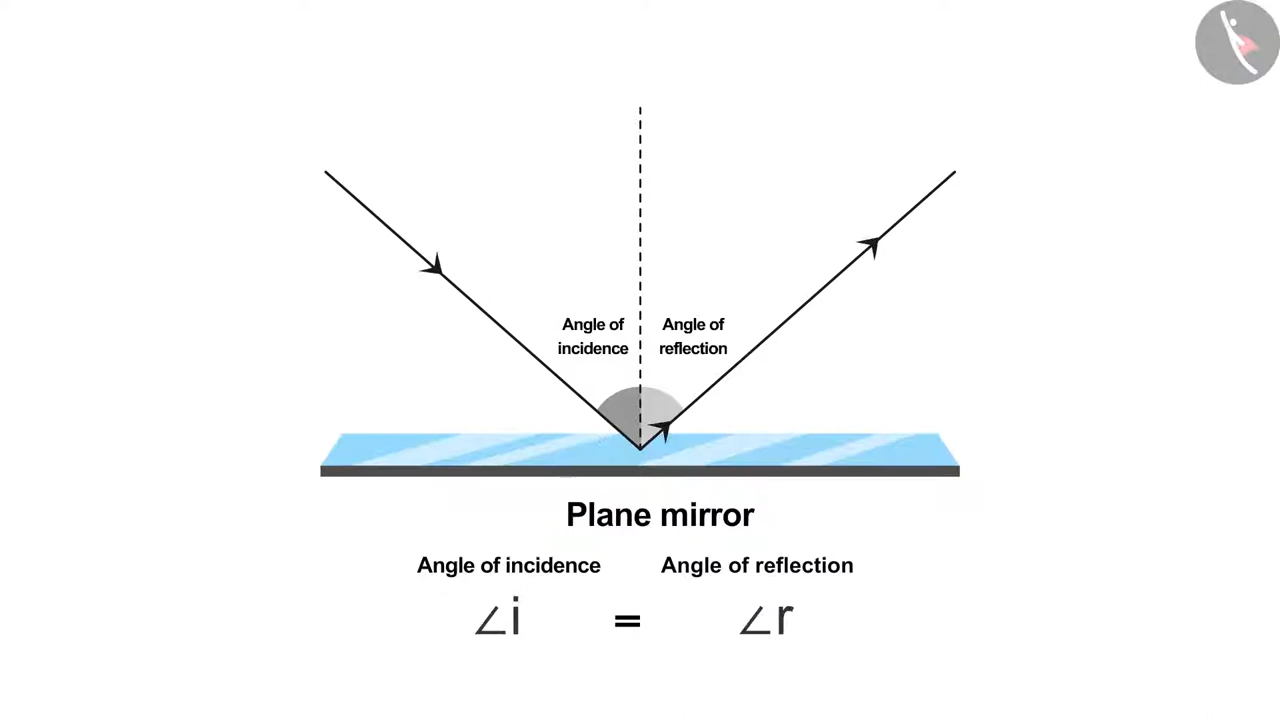 Angle of
incidence
Angle of
reflection
Plane mirror
Angle of incidence Angle of reflection
∠i = ∠r